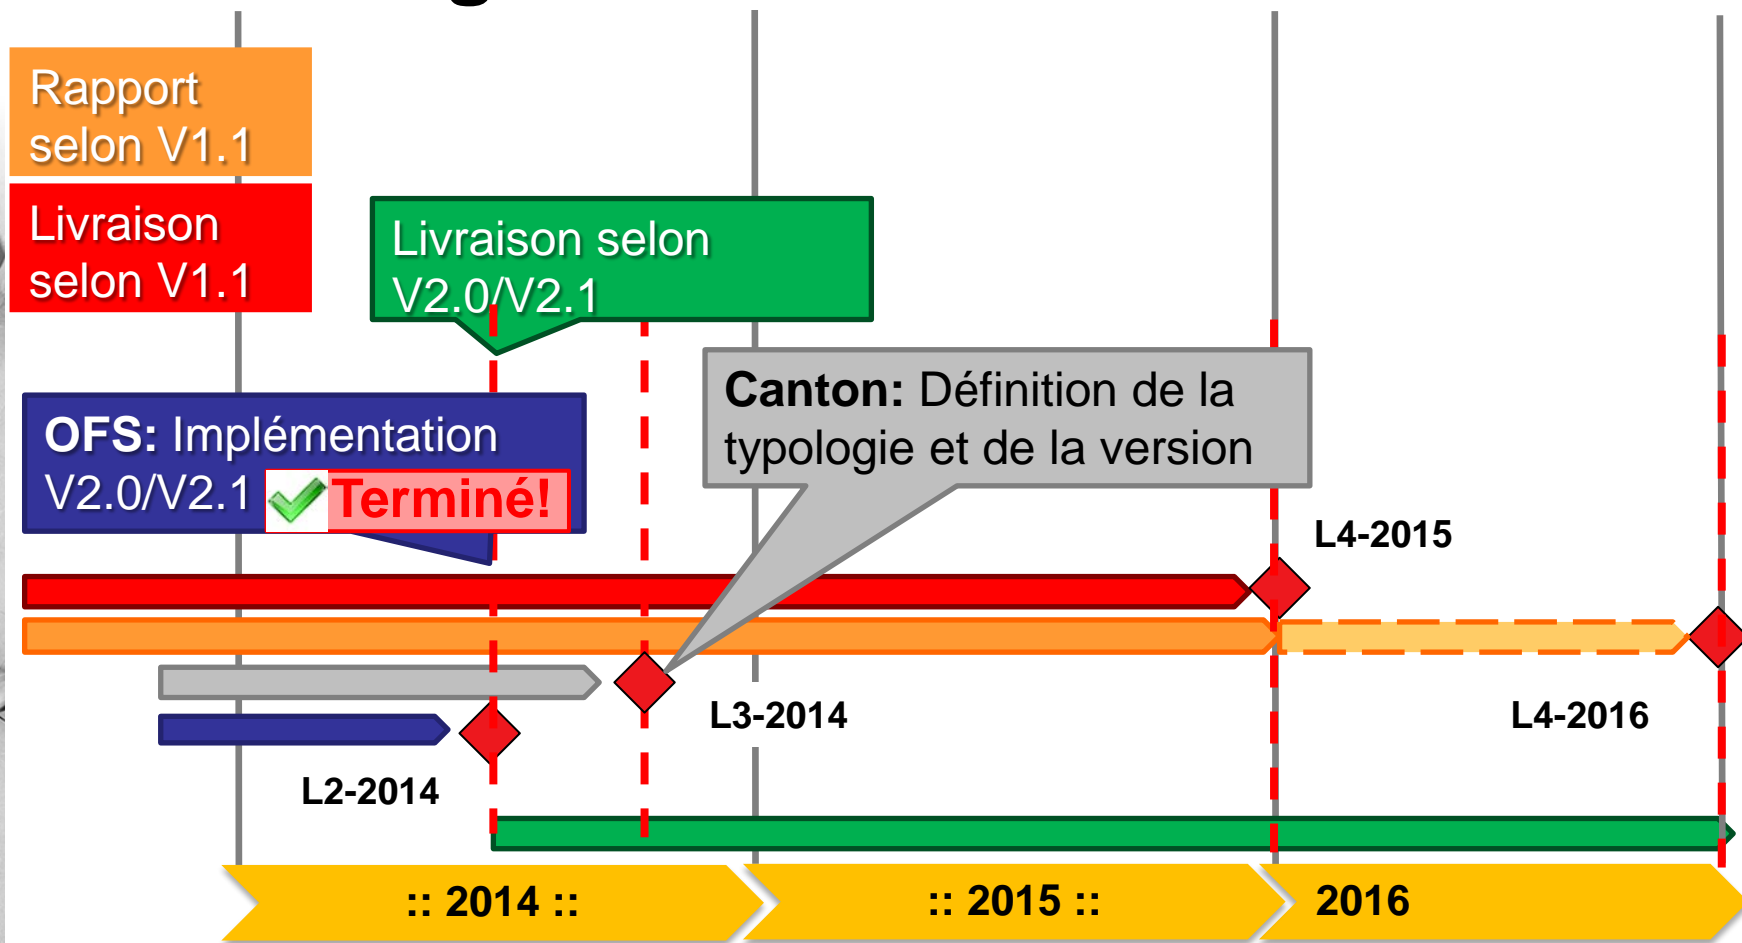 Rapport
selon V1.1
Livraison
selon V1.1
Livraison selon
V2.0/V2.1
Canton: Définition de la
typologie et de la version
OFS: Implémentation
V2.0/V2.1
Terminé!
L4-2015
L3-2014
L4-2016
L2-2014
:: 2014 ::
:: 2015 ::
2016